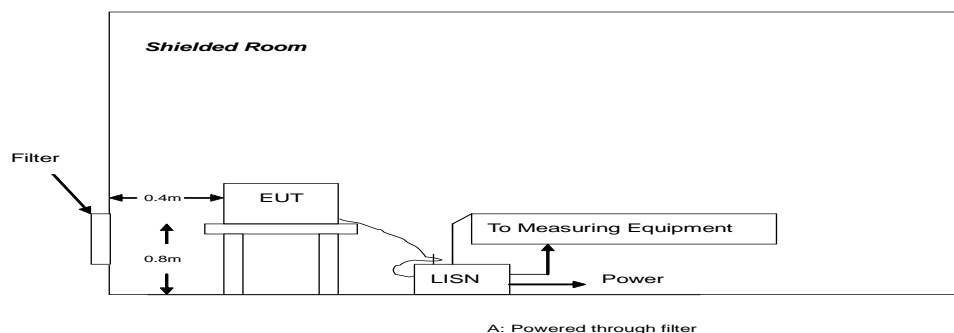 Shielded Room
Filter
0.4m
EUT
To Measuring Equipment
0.8m
LISN
Power
A: Powered through filter